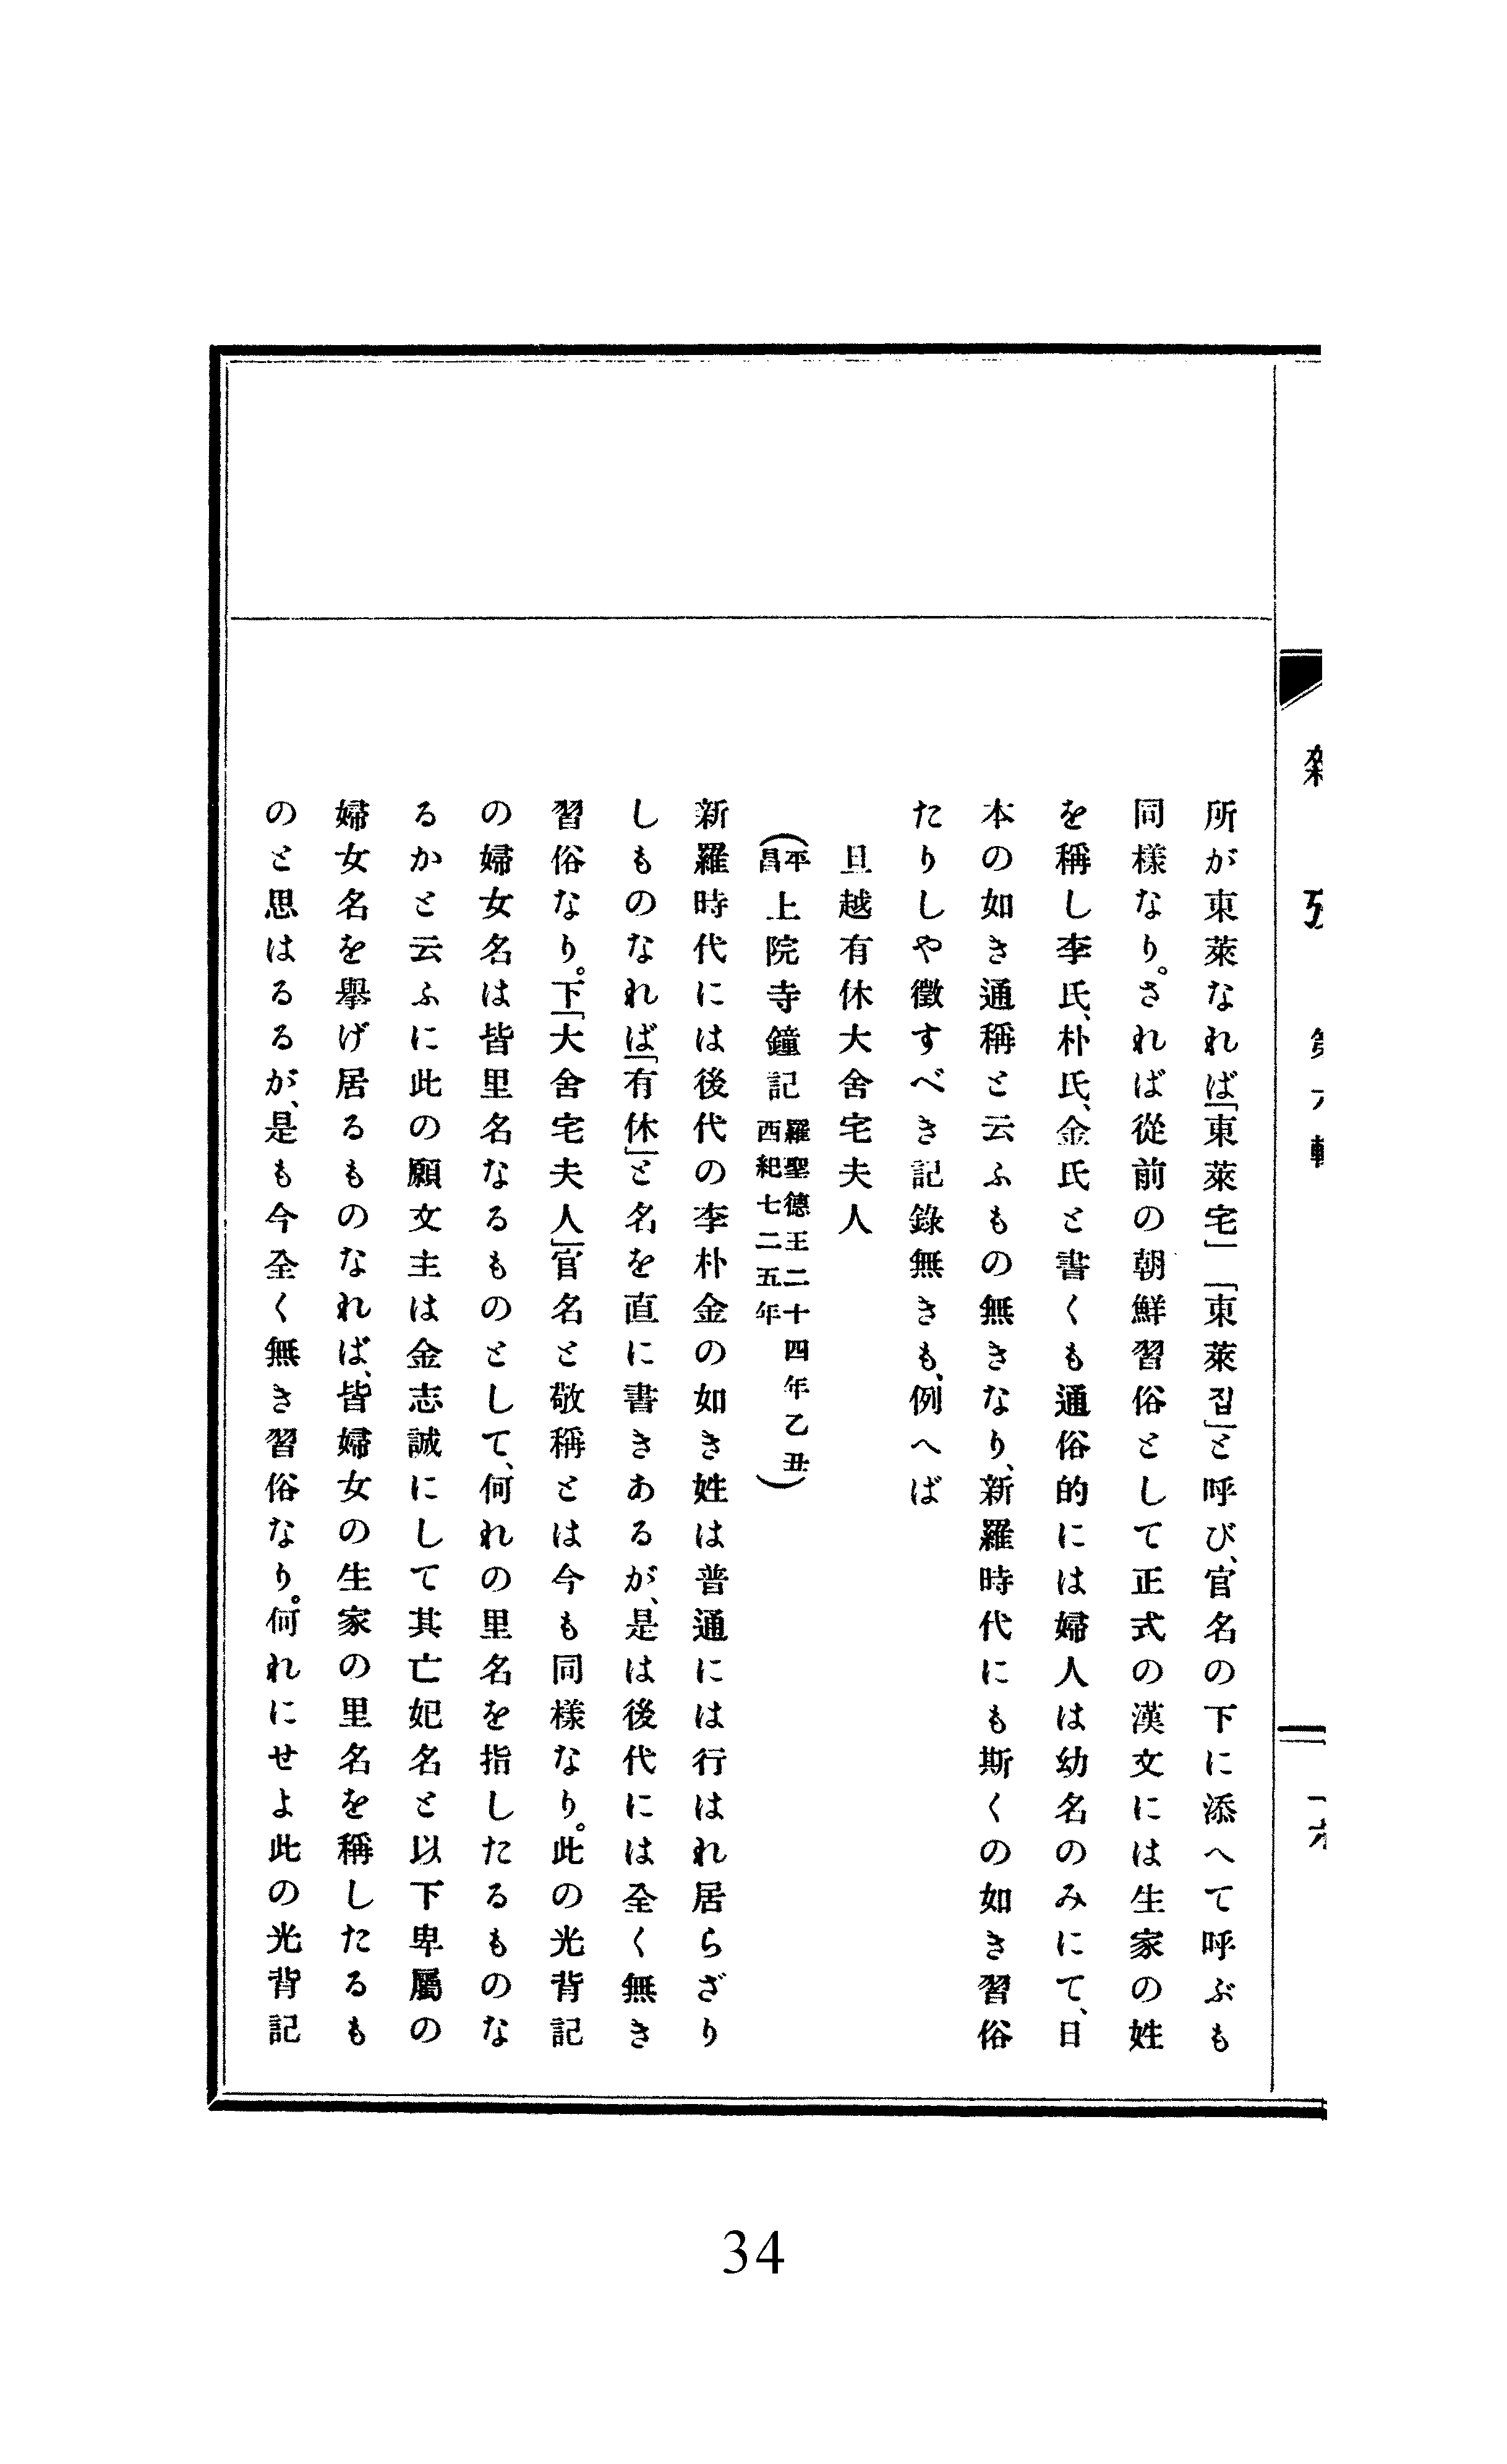 所が東萊なれば「東萊宅」「東萊집」と呼び、官名の下に添へて呼ぶも
同樣なり。されば從前の朝鮮習俗として正式の漢文には生家の姓
を稱し李氏、朴氏、金氏と書くも通俗的には婦人は幼名のみにて、日
本の如き通稱と云ふもの無きなり、新羅時代にも斯くの如き習俗
たりしや徵すべき記錄無きも、例へば
旦越有休大舍宅夫人
(平昌上院寺鐘記 羅聖德王二十四年乙丑 西紀七二五年)
新羅時代には後代の李朴金の如き姓は普通には行はれ居らざり
しものなれば「有休」と名を直に書きあるが、是は後代には全く無き
習俗なり。下「大舍宅夫人」官名と敬稱とは今も同樣なり。此の光背記
の婦女名は皆里名なるものとして、何れの里名を指したるものな
るかと云ふに此の願文主は金志誠にして其亡妃名と以下卑屬の
婦女名を擧げ居るものなれば、皆婦女の生家の里名を稱したるも
のと思はるるが、是も今全く無き習俗なり。何れにせよ此の光背記
34